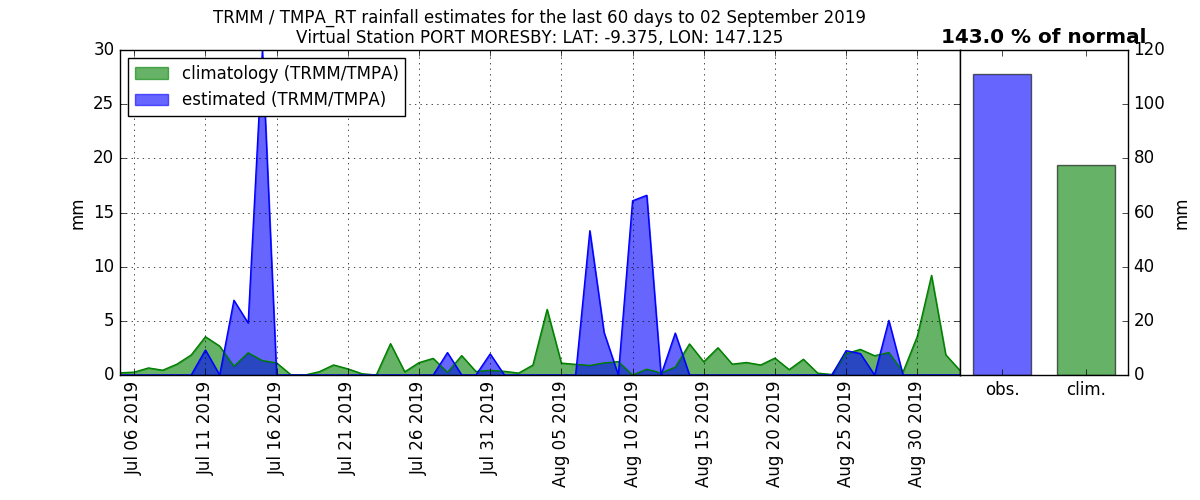 TRMM / TMPA_RT rainfall estimates for the last 60 days to 02 September 2019
Virtual Station PORT MORESBY: LAT: -9.375, LON: 147.125
143.0 % of normal
climatology (TRMM/TMPA)
estimated (TRMM/TMPA)
30
25
20
15
10
5
0
mm
Jul 06 2019
Jul 11 2019
Jul 16 2019
Jul 21 2019
Jul 26 2019
Jul 31 2019
Aug 05 2019
Aug 10 2019
Aug 15 2019
Aug 20 2019
Aug 25 2019
Aug 30 2019
obs.
clim.
120
100
80
60
40
20
0
mm